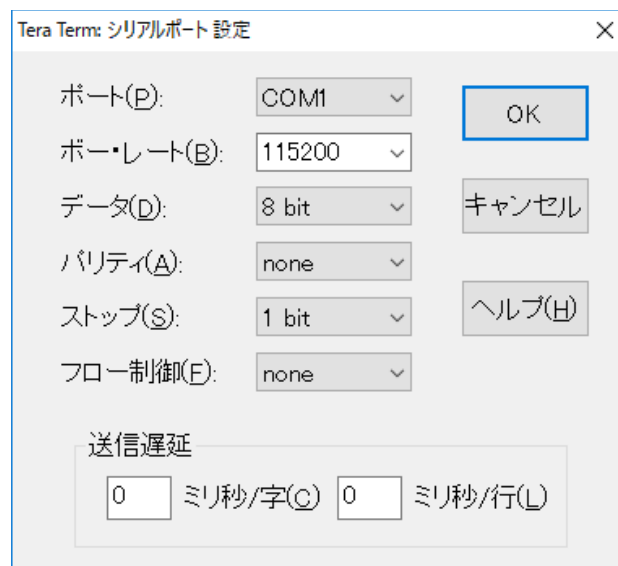 Tera Term: シリアルポート 設定
ポート(P): COM1
OK
ボー・レート(B): 115200
データ(D): 8 bit
キャンセル
パリティ(A): none
ストップ(S): 1 bit
ヘルプ(H)
フロー制御(F): none
送信遅延
0 ミリ秒/字(C) 0 ミリ秒/行(L)